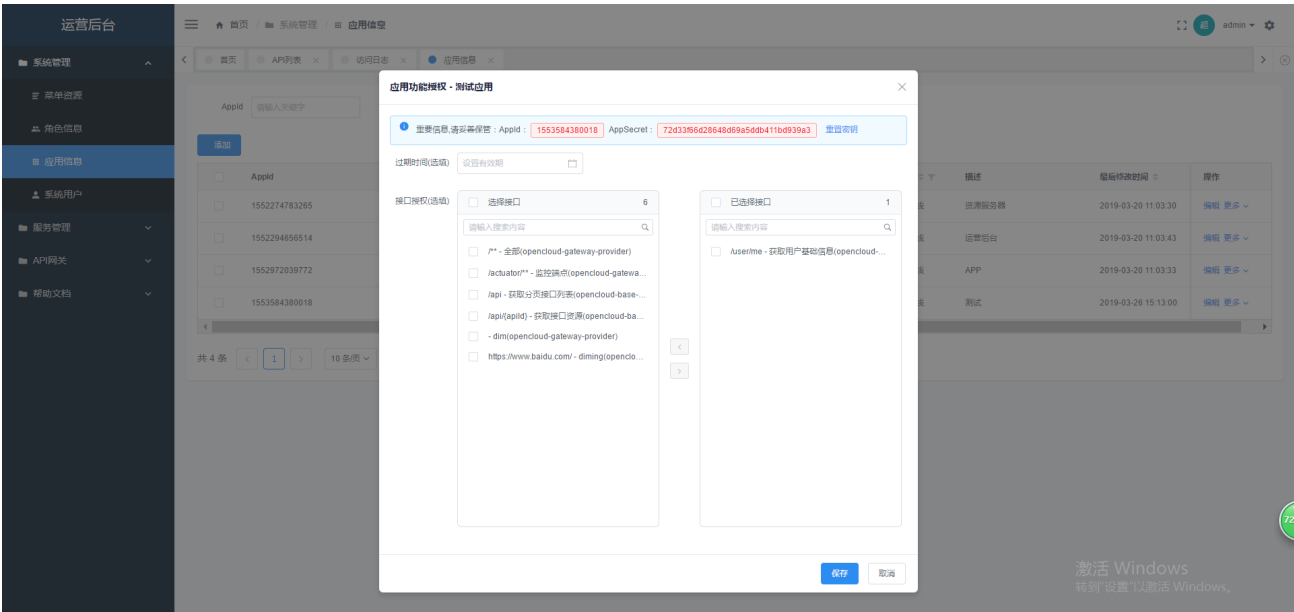 运营后台
首页 / 系统管理 / 应用信息
超 admin
系统管理
菜单资源
角色信息
应用信息
系统用户
服务管理
API网关
帮助文档
首页 API列表 × 访问日志 × 应用信息 ×
AppId 请输入关键字
添加
AppId 描述 最后修改时间 操作
1552274783265 资源服务器 2019-03-20 11:03:30 编辑 更多
1552294656514 运营后台 2019-03-20 11:03:43 编辑 更多
1552972039772 APP 2019-03-20 11:03:33 编辑 更多
1553584380018 测试 2019-03-26 15:13:00 编辑 更多
共 4 条 < 1 > 10 条/页
应用功能授权 - 测试应用
重要信息,请妥善保管：AppId： 1553584380018 AppSecret： 72d33f66d28648d69a5ddb411bd939a3 重置密钥
过期时间(选填) 设置有效期
接口授权(选填)
选择接口 6
请输入搜索内容
/** - 全部(opencloud-gateway-provider)
/actuator/** - 监控端点(opencloud-gatewa...
/api - 获取分页接口列表(opencloud-base-...
/api/{apiId} - 获取接口资源(opencloud-ba...
- dim(opencloud-gateway-provider)
https://www.baidu.com/ - diming(openclo...
已选择接口 1
请输入搜索内容
/user/me - 获取用户基础信息(opencloud-...
保存 取消
72
激活 Windows
转到"设置"以激活 Windows。